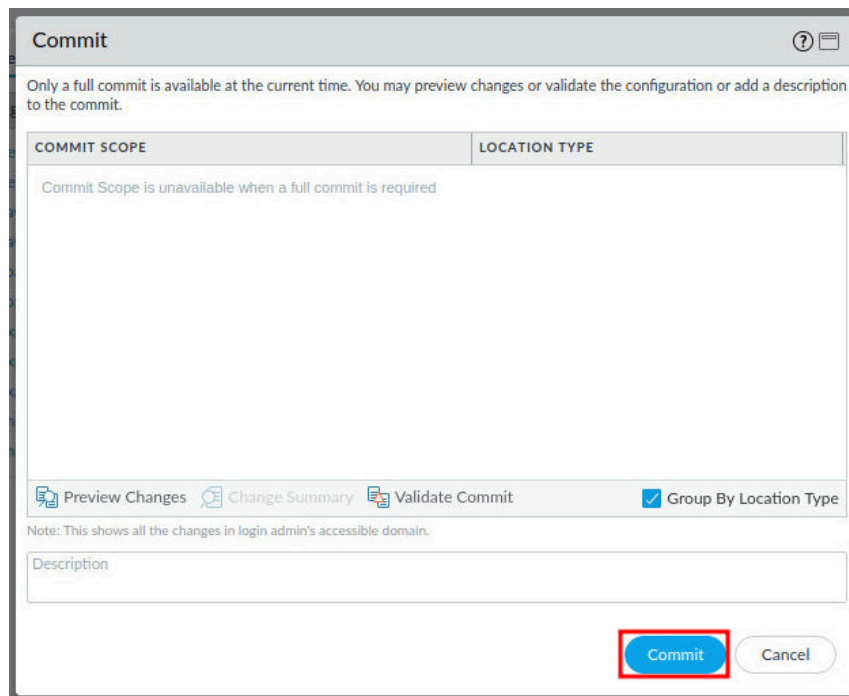 Commit
Only a full commit is available at the current time. You may preview changes or validate the configuration or add a description
to the commit.
COMMIT SCOPE LOCATION TYPE
Commit Scope is unavailable when a full commit is required
Preview Changes Change Summary Validate Commit Group By Location Type
Note: This shows all the changes in login admin's accessible domain.
Description
Commit Cancel